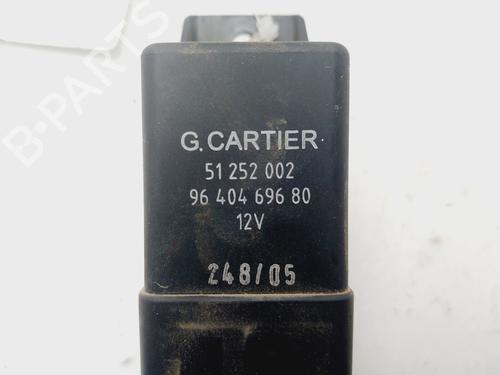 B-PARTS
G.CARTIER
51 252 002
96 404 696 80
12V
248/05